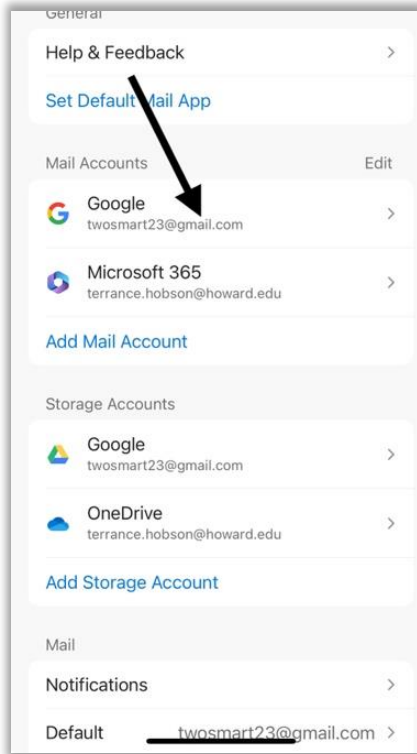 General
Help & Feedback
Set Default Mail App
Mail Accounts Edit
Google
twosmart23@gmail.com
Microsoft 365
terrance.hobson@howard.edu
Add Mail Account
Storage Accounts
Google
twosmart23@gmail.com
OneDrive
terrance.hobson@howard.edu
Add Storage Account
Mail
Notifications
Default twosmart23@gmail.com